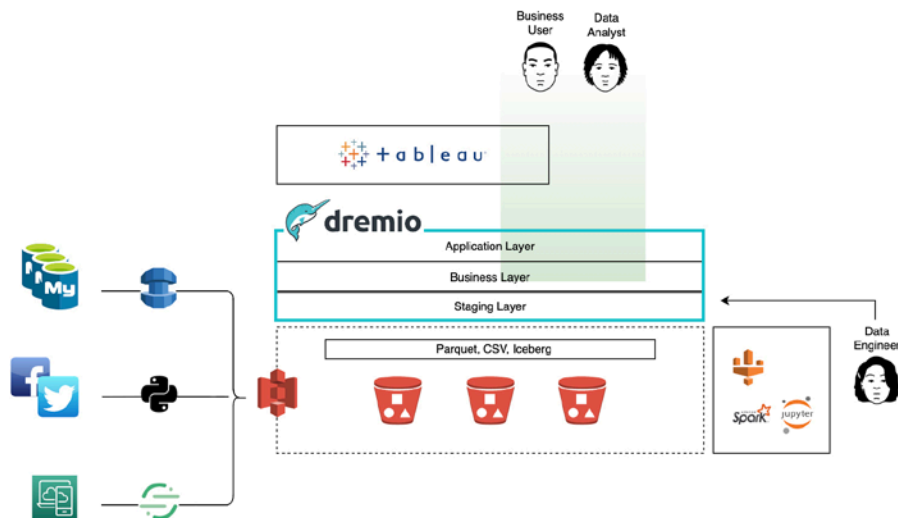 Business
User
Data
Analyst
+ableau
dremio
Application Layer
Business Layer
Staging Layer
My
Parquet, CSV, Iceberg
Data
Engineer
f
Spark
jupyter